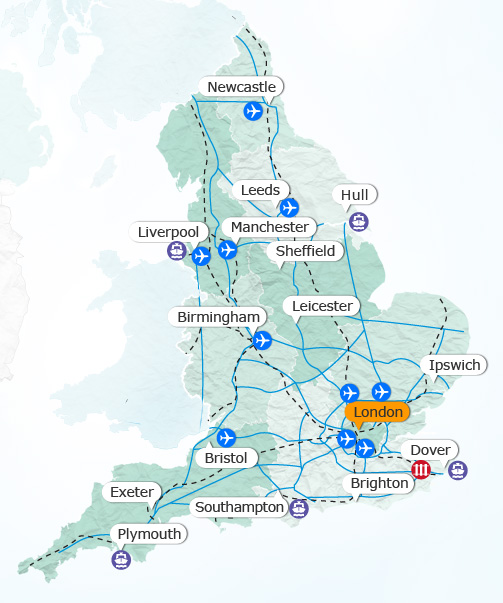 Newcastle
Leeds
Hull
Manchester
Liverpool
Sheffield
Leicester
Birmingham
Ipswich
London
Dover
Bristol
Brighton
Exeter
Southampton
Plymouth